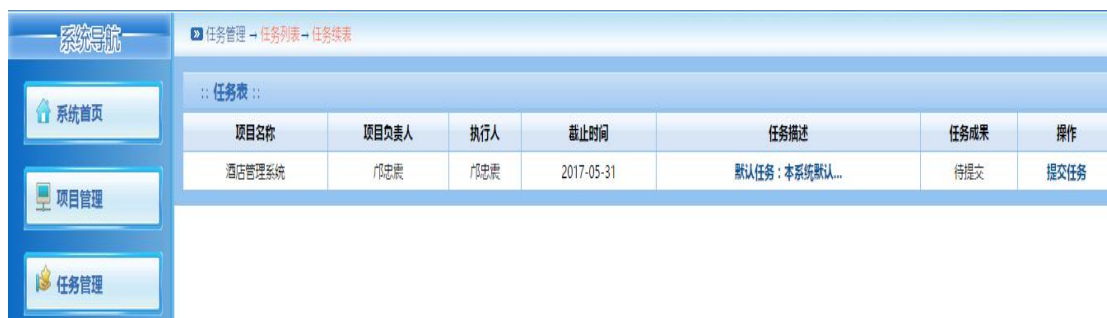 系统导航
任务管理→任务列表→任务续表
:: 任务表 ::
系统首页
项目名称 项目负责人 执行人 截止时间 任务描述 任务成果 操作
酒店管理系统 邝忠震 邝忠震 2017-05-31 默认任务：本系统默认... 待提交 提交任务
项目管理
任务管理